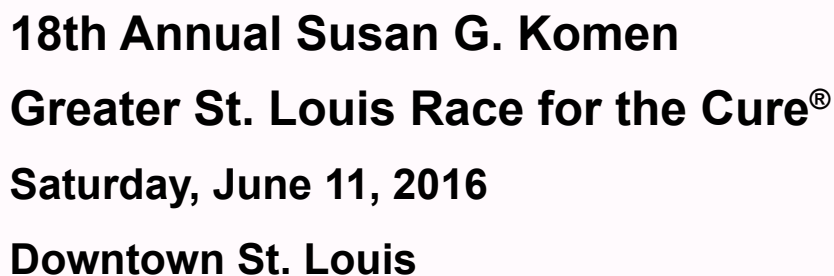 18th Annual Susan G. Komen
Greater St. Louis Race for the Cure®
Saturday, June 11, 2016
Downtown St. Louis